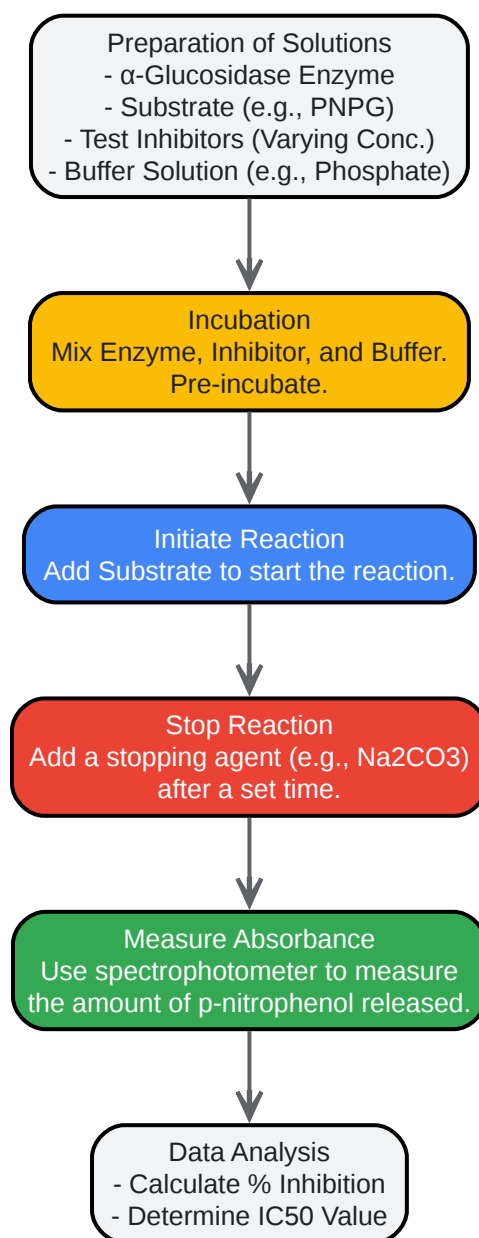 Preparation of Solutions
- α-Glucosidase Enzyme
- Substrate (e.g., PNPG)
- Test Inhibitors (Varying Conc.)
- Buffer Solution (e.g., Phosphate)
Incubation
Mix Enzyme, Inhibitor, and Buffer.
Pre-incubate.
Initiate Reaction
Add Substrate to start the reaction.
Stop Reaction
Add a stopping agent (e.g., Na2CO3)
after a set time.
Measure Absorbance
Use spectrophotometer to measure
the amount of p-nitrophenol released.
Data Analysis
- Calculate % Inhibition
- Determine IC50 Value